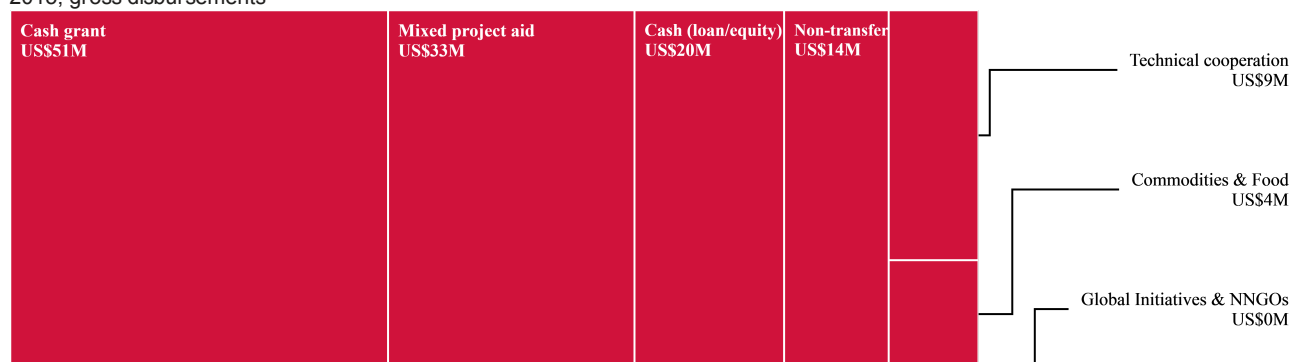 Cash grant
US$51M
Mixed project aid
US$33M
Cash (loan/equity)
US$20M
Non-transfer
US$14M
Technical cooperation
US$9M
Commodities & Food
US$4M
Global Initiatives & NNGOs
US$0M